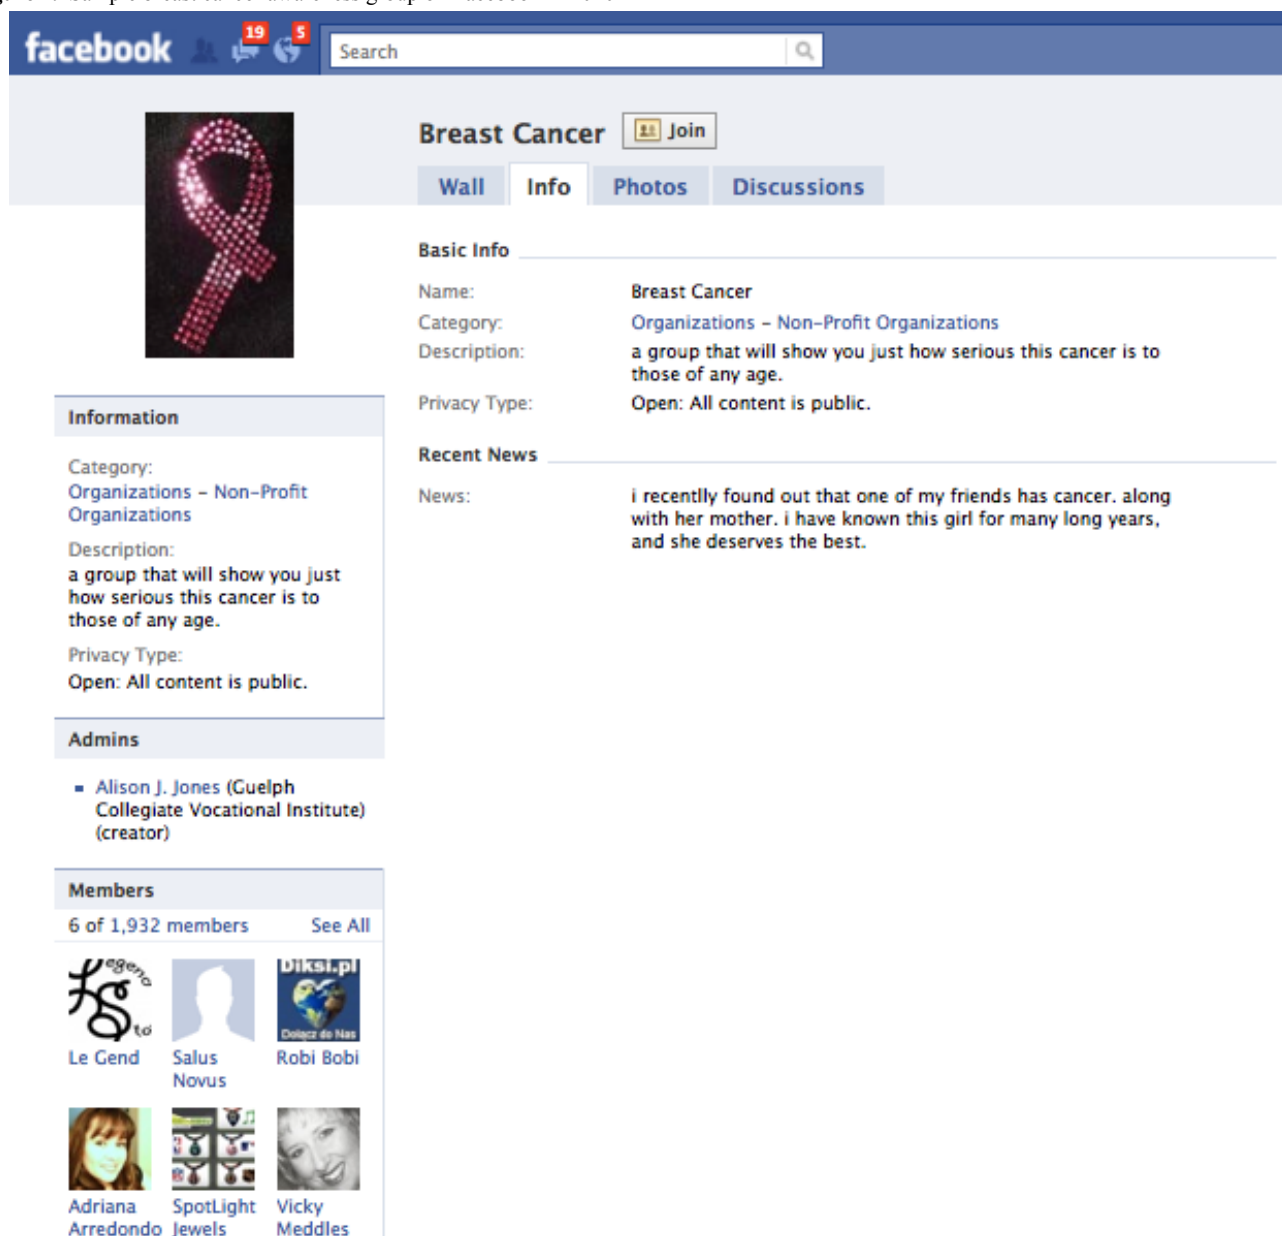 facebook
19
5
Search
Breast Cancer
Join
Wall
Info
Photos
Discussions
Basic Info
Name:
Breast Cancer
Category:
Organizations – Non-Profit Organizations
Description:
a group that will show you just how serious this cancer is to
those of any age.
Privacy Type:
Open: All content is public.
Recent News
News:
i recentlly found out that one of my friends has cancer. along
with her mother. i have known this girl for many long years,
and she deserves the best.
Information
Category:
Organizations – Non-Profit
Organizations
Description:
a group that will show you just
how serious this cancer is to
those of any age.
Privacy Type:
Open: All content is public.
Admins
Alison J. Jones (Guelph
Collegiate Vocational Institute)
(creator)
Members
6 of 1,932 members
See All
Legend
to
Diksi.pl
Dołącz do Nas
Le Gend
Salus
Novus
Robi Bobi
Adriana
Arredondo
SpotLight
Jewels
Vicky
Meddles